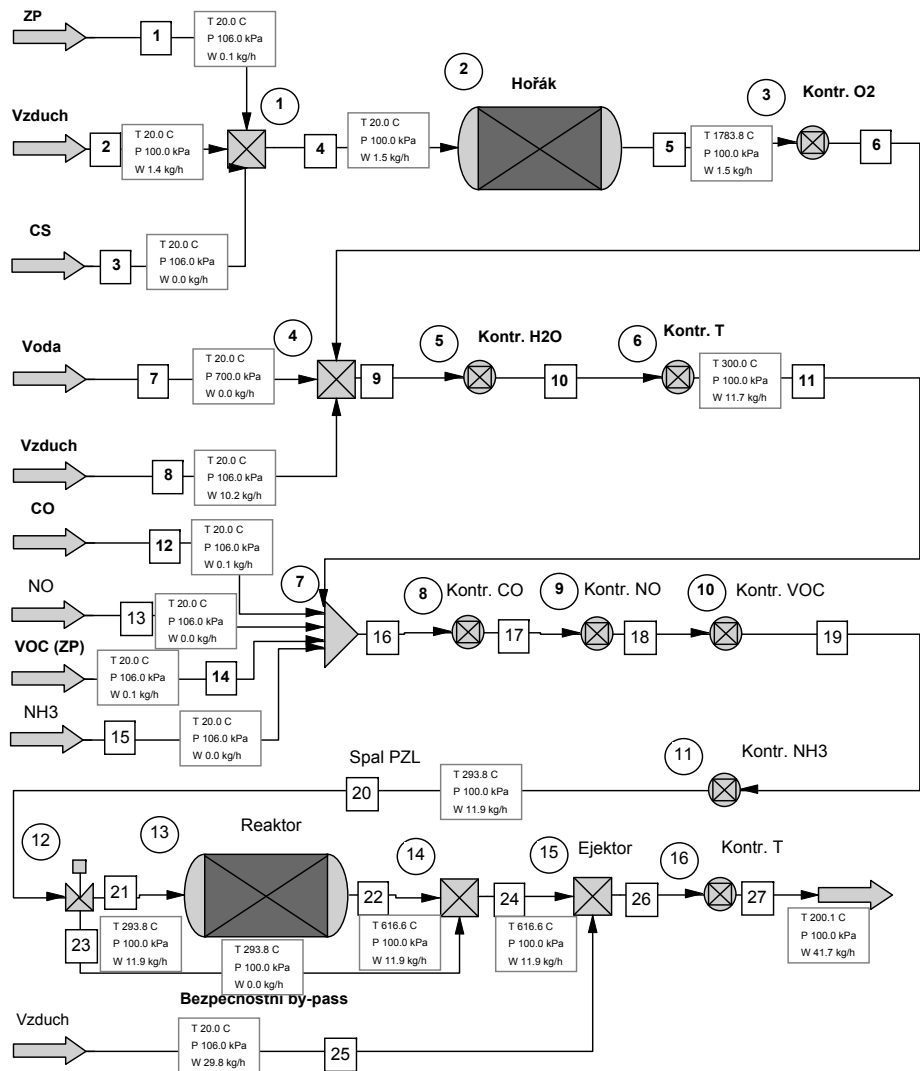 ZP
1
T 20.0 C
P 106.0 kPa
W 0.1 kg/h
1
2
Hořák
3
Kontr. O2
Vzduch
2
T 20.0 C
P 100.0 kPa
W 1.4 kg/h
4
T 20.0 C
P 100.0 kPa
W 1.5 kg/h
5
T 1783.8 C
P 100.0 kPa
W 1.5 kg/h
6
CS
3
T 20.0 C
P 106.0 kPa
W 0.0 kg/h
4
5
Kontr. H2O
6
Kontr. T
Voda
7
T 20.0 C
P 700.0 kPa
W 0.0 kg/h
9
10
T 300.0 C
P 100.0 kPa
W 11.7 kg/h
11
Vzduch
8
T 20.0 C
P 106.0 kPa
W 10.2 kg/h
CO
12
T 20.0 C
P 106.0 kPa
W 0.1 kg/h
7
8
Kontr. CO
9
Kontr. NO
10
Kontr. VOC
NO
13
T 20.0 C
P 106.0 kPa
W 0.0 kg/h
16
17
18
19
VOC (ZP)
T 20.0 C
P 106.0 kPa
W 0.1 kg/h
14
NH3
15
T 20.0 C
P 106.0 kPa
W 0.0 kg/h
Spal PZL
20
T 293.8 C
P 100.0 kPa
W 11.9 kg/h
11
Kontr. NH3
12
13
Reaktor
14
15
Ejektor
16
Kontr. T
21
T 293.8 C
P 100.0 kPa
W 11.9 kg/h
22
T 616.6 C
P 100.0 kPa
W 11.9 kg/h
24
T 616.6 C
P 100.0 kPa
W 11.9 kg/h
26
27
T 200.1 C
P 100.0 kPa
W 41.7 kg/h
23
T 293.8 C
P 100.0 kPa
W 0.0 kg/h
Bezpečnostní by-pass
Vzduch
T 20.0 C
P 106.0 kPa
W 29.8 kg/h
25